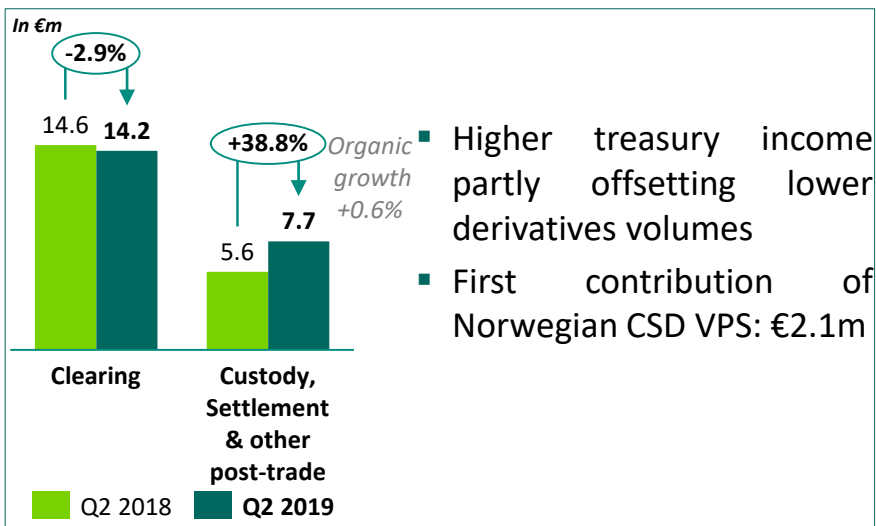 In €m
-2.9%
14.6
14.2
+38.8%
Organic
growth
+0.6%
5.6
7.7
Clearing
Custody,
Settlement
& other
post-trade
Q2 2018
Q2 2019
▪ Higher treasury income
partly offsetting lower
derivatives volumes
▪ First contribution of
Norwegian CSD VPS: €2.1m